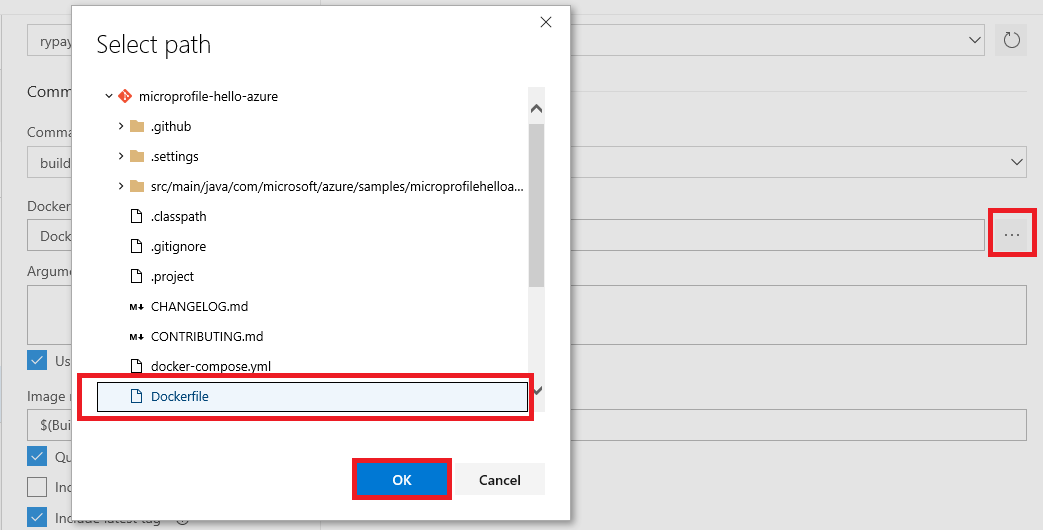 Select path
microprofile-hello-azure
.github
.settings
src/main/java/com/microsoft/azure/samples/microprofilehelloa...
.classpath
.gitignore
.project
CHANGELOG.md
CONTRIBUTING.md
docker-compose.yml
Dockerfile
OK
Cancel
rypay
Comm
Comma
build
Docker
Dock
...
Argume
Us
Image
$(Bui
Qu
Inc
Include latest tag